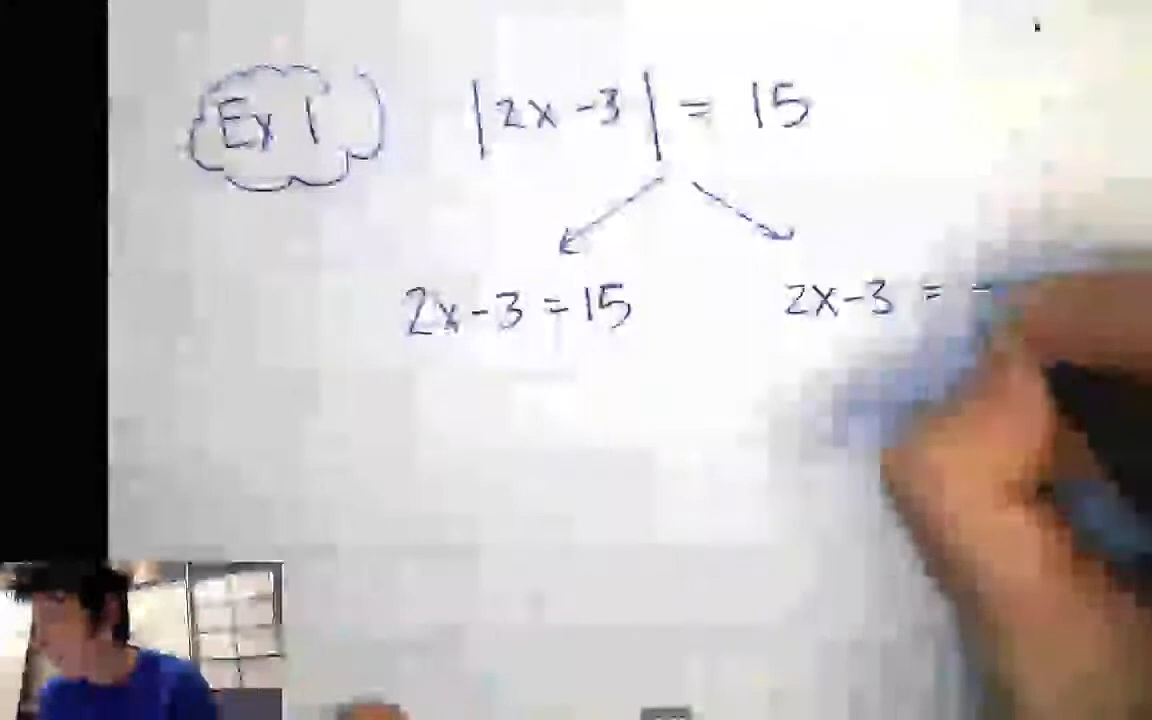 Ex 1 |2x-3| = 15
2x-3 = 15 2x-3 = -